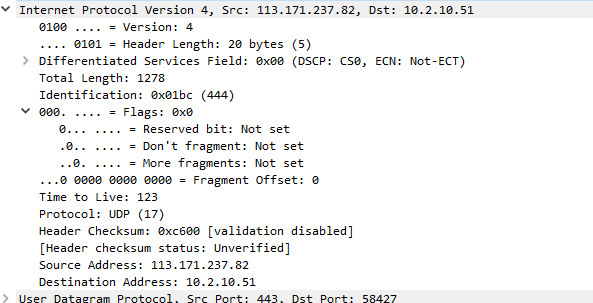 Internet Protocol Version 4, Src: 113.171.237.82, Dst: 10.2.10.51
0100 .... = Version: 4
.... 0101 = Header Length: 20 bytes (5)
Differentiated Services Field: 0x00 (DSCP: CS0, ECN: Not-ECT)
Total Length: 1278
Identification: 0x01bc (444)
000. .... = Flags: 0x0
0... .... = Reserved bit: Not set
.0.. .... = Don't fragment: Not set
..0. .... = More fragments: Not set
...0 0000 0000 0000 = Fragment Offset: 0
Time to Live: 123
Protocol: UDP (17)
Header Checksum: 0xc600 [validation disabled]
[Header checksum status: Unverified]
Source Address: 113.171.237.82
Destination Address: 10.2.10.51
User Datagram Protocol, Src Port: 443, Dst Port: 58427